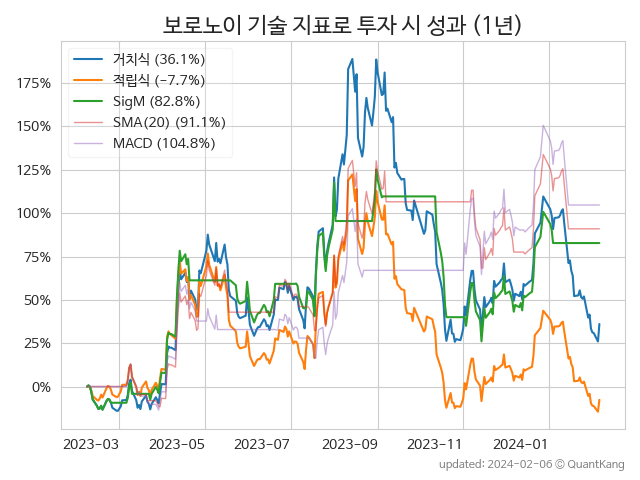 보로노이 기술 지표로 투자 시 성과 (1년)
거치식 (36.1%)
적립식 (−7.7%)
SigM (82.8%)
SMA(20) (91.1%)
MACD (104.8%)
175%
150%
125%
100%
75%
50%
25%
0%
2023-03 2023-05 2023-07 2023-09 2023-11 2024-01
updated: 2024-02-06 © QuantKang